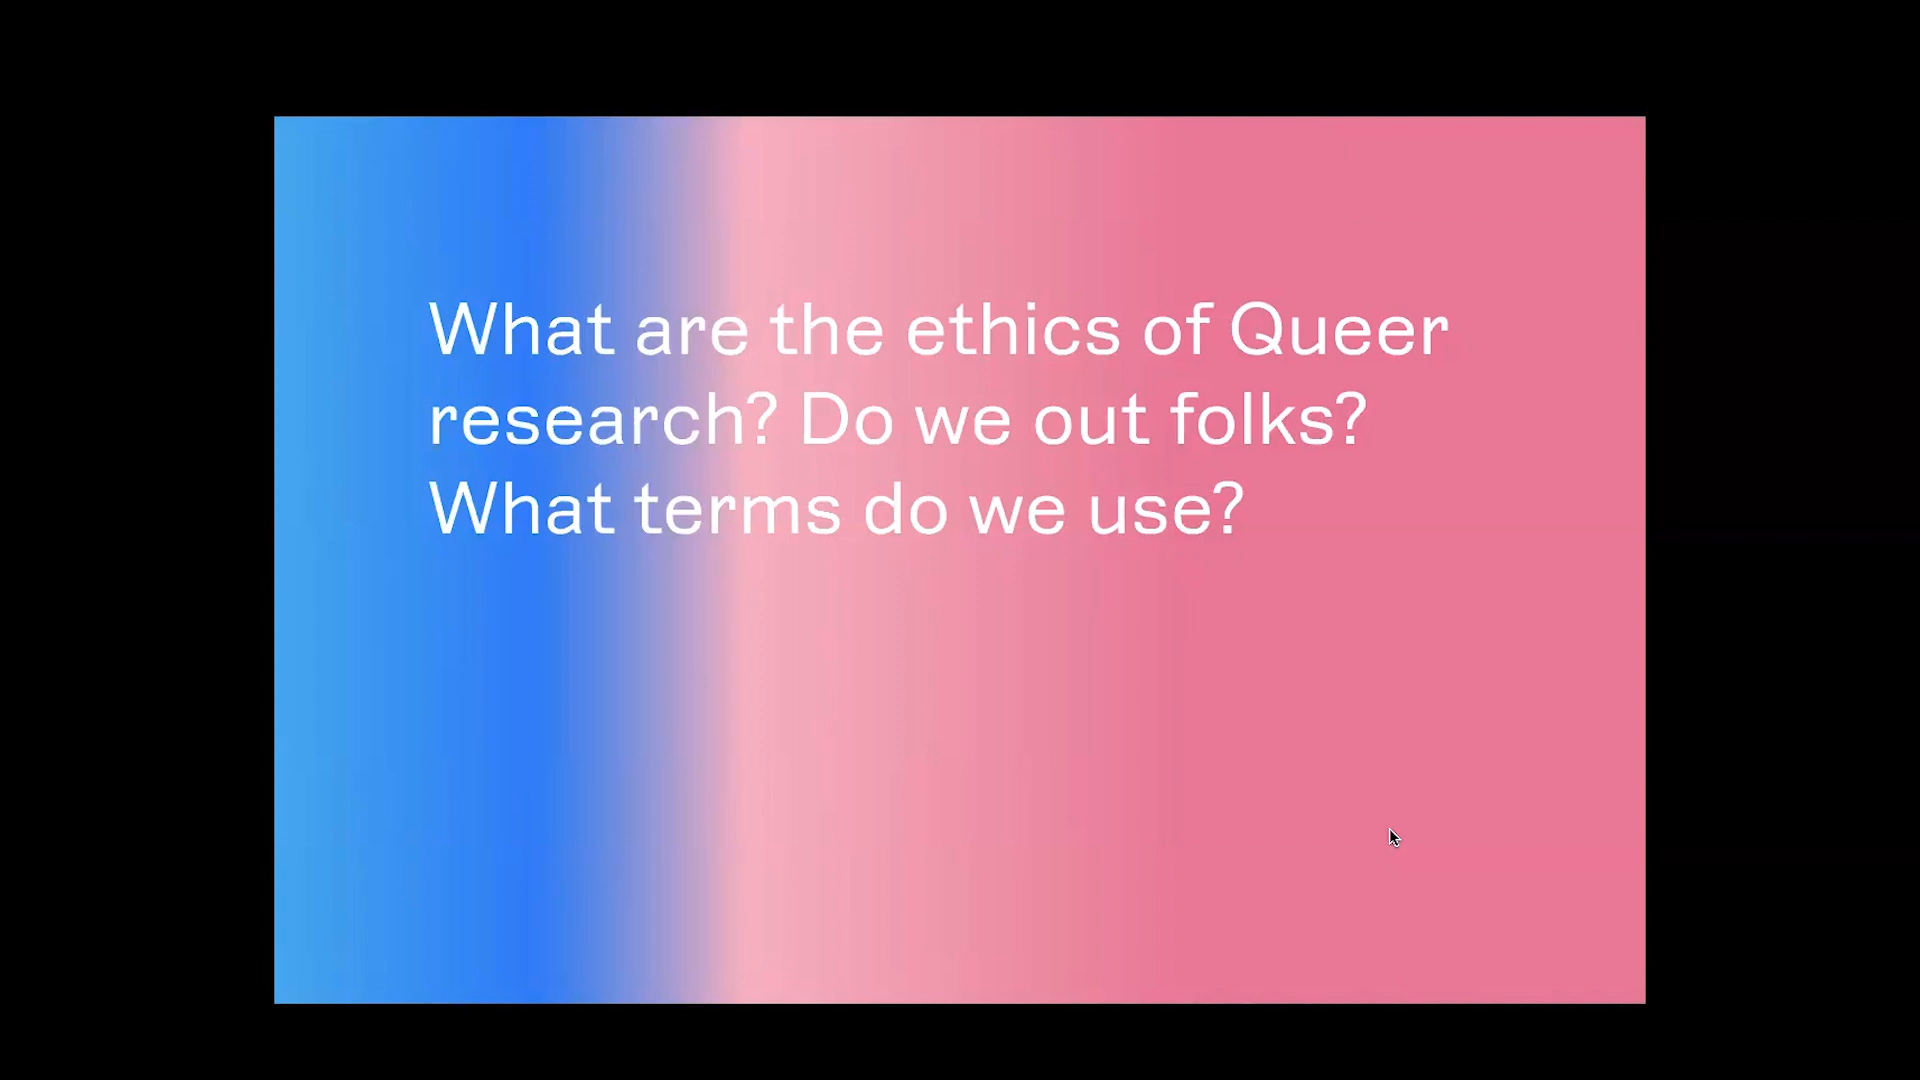 What are the ethics of Queer
research? Do we out folks?
What terms do we use?